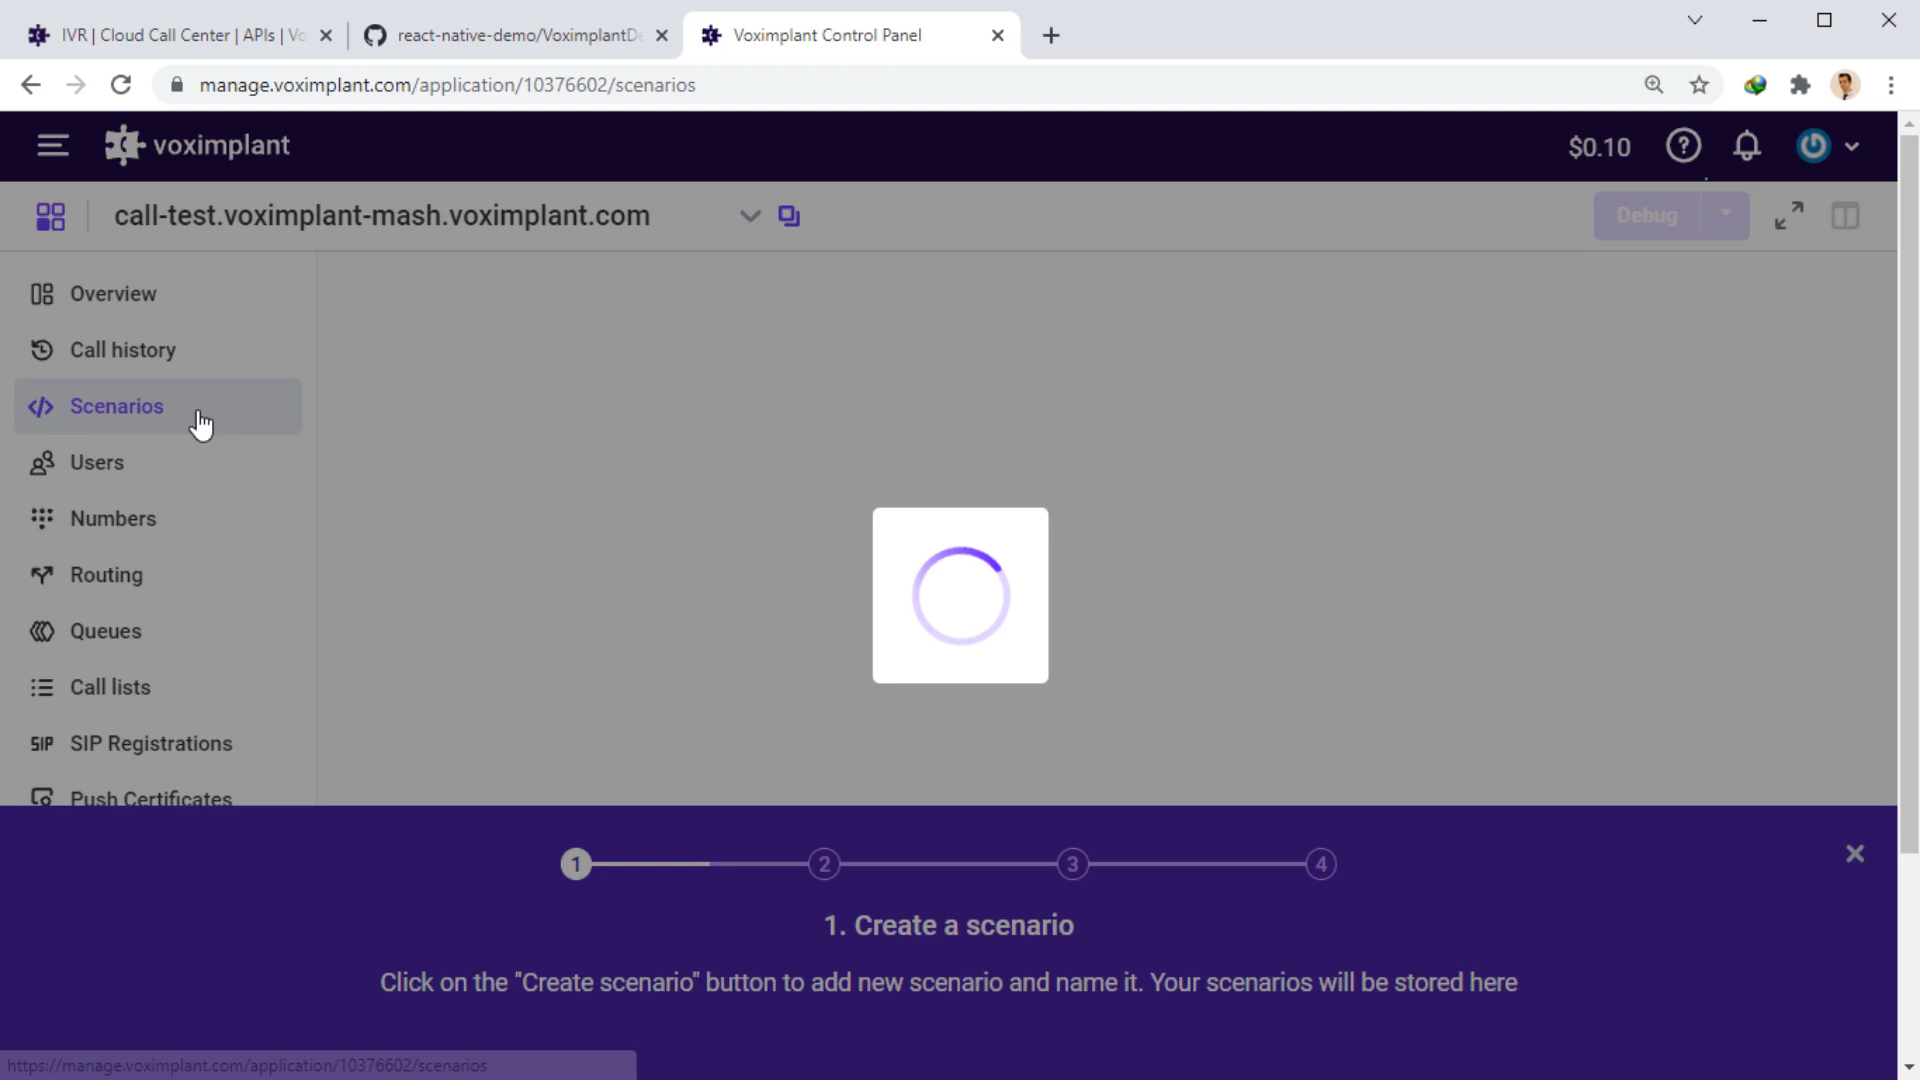 IVR | Cloud Call Center | APIs | Vo
react-native-demo/VoximplantDe
Voximplant Control Panel
manage.voximplant.com/application/10376602/scenarios
voximplant
$0.10
call-test.voximplant-mash.voximplant.com
Debug
Overview
Call history
Scenarios
Users
Numbers
Routing
Queues
Call lists
SIP SIP Registrations
Push Certificates
1 2 3 4
1. Create a scenario
Click on the "Create scenario" button to add new scenario and name it. Your scenarios will be stored here
https://manage.voximplant.com/application/10376602/scenarios